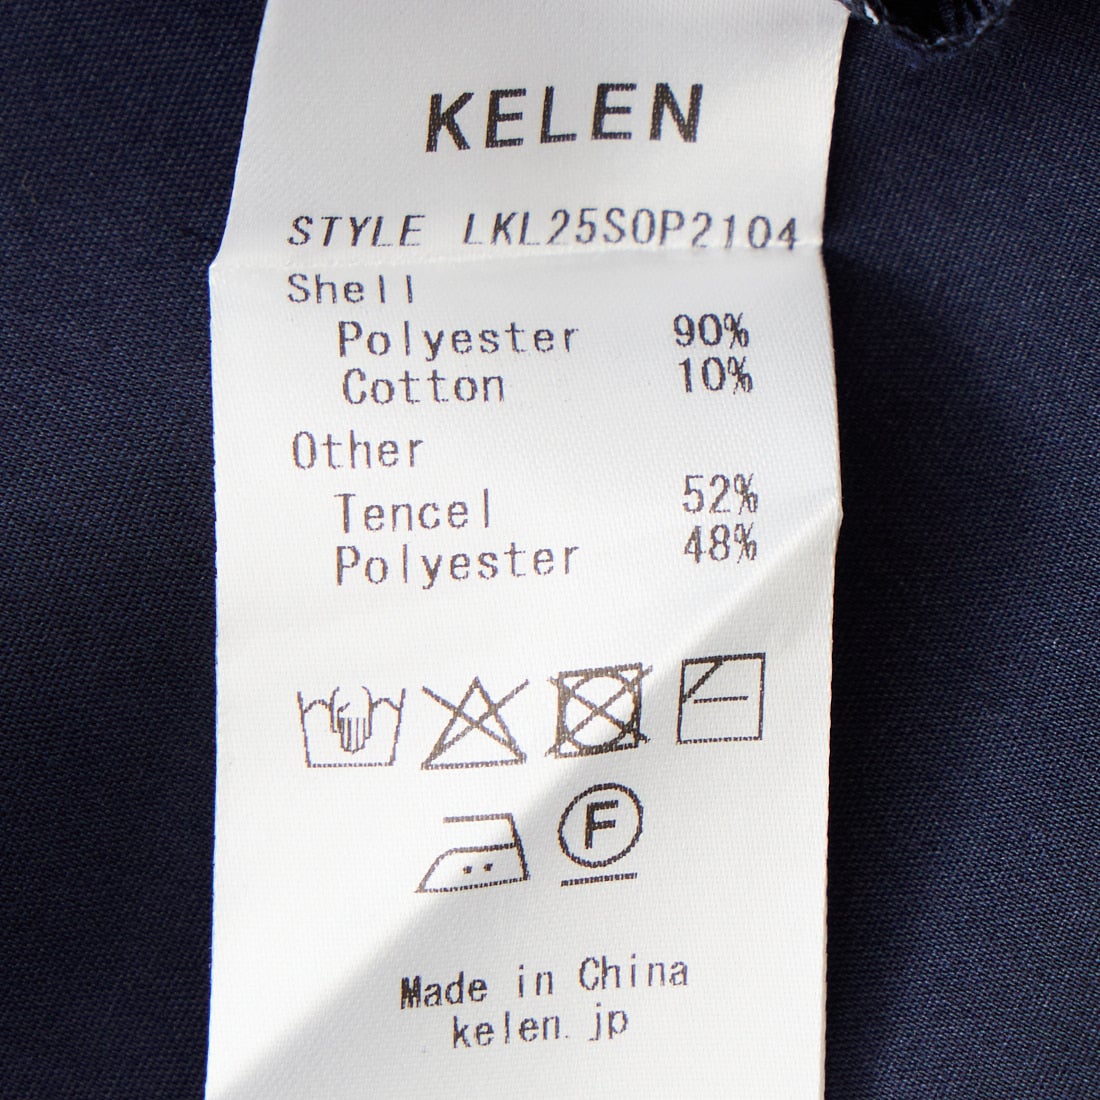 KELEN
STYLE LKL25SOP2104
Shell
Polyester 90%
Cotton 10%
Other
Tencel 52%
Polyester 48%
F
Made in China
kelen.jp